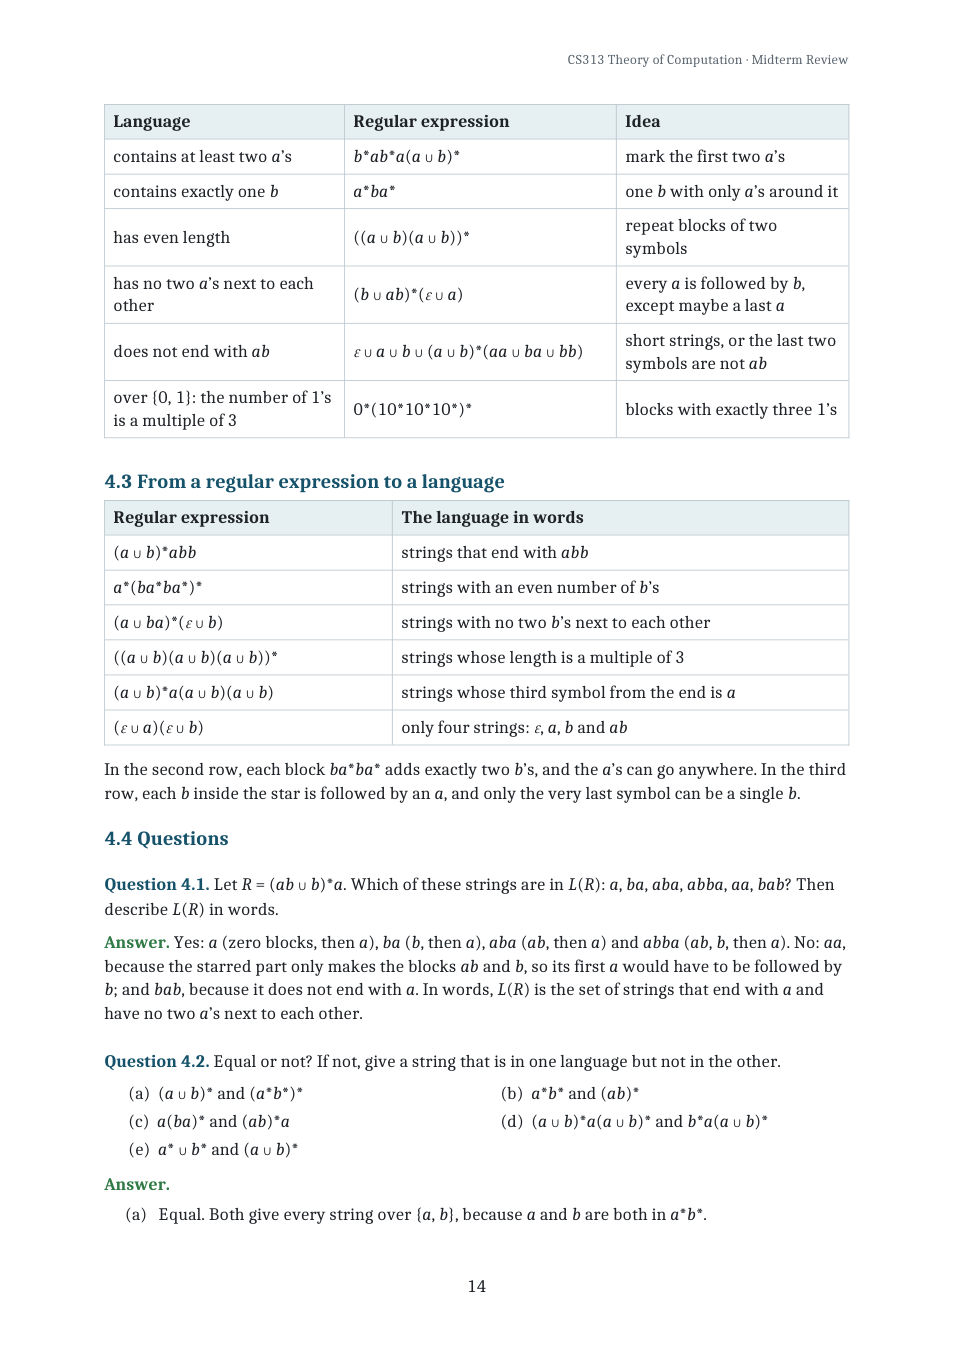 CS313 Theory of Computation · Midterm Review
Language Regular expression Idea
contains at least two a’s b*ab*a(a ∪ b)* mark the first two a’s
contains exactly one b a*ba* one b with only a’s around it
has even length ((a ∪ b)(a ∪ b))* repeat blocks of two
symbols
has no two a’s next to each
other (b ∪ ab)*(ε ∪ a) every a is followed by b,
except maybe a last a
does not end with ab ε ∪ a ∪ b ∪ (a ∪ b)*(aa ∪ ba ∪ bb) short strings, or the last two
symbols are not ab
over {0, 1}: the number of 1’s
is a multiple of 3 0*(10*10*10*)* blocks with exactly three 1’s
4.3 From a regular expression to a language
Regular expression The language in words
(a ∪ b)*abb strings that end with abb
a*(ba*ba*)* strings with an even number of b’s
(a ∪ ba)*(ε ∪ b) strings with no two b’s next to each other
((a ∪ b)(a ∪ b)(a ∪ b))* strings whose length is a multiple of 3
(a ∪ b)*a(a ∪ b)(a ∪ b) strings whose third symbol from the end is a
(ε ∪ a)(ε ∪ b) only four strings: ε, a, b and ab
In the second row, each block ba*ba* adds exactly two b’s, and the a’s can go anywhere. In the third
row, each b inside the star is followed by an a, and only the very last symbol can be a single b.
4.4 Questions
Question 4.1. Let R = (ab ∪ b)*a. Which of these strings are in L(R): a, ba, aba, abba, aa, bab? Then
describe L(R) in words.
Answer. Yes: a (zero blocks, then a), ba (b, then a), aba (ab, then a) and abba (ab, b, then a). No: aa,
because the starred part only makes the blocks ab and b, so its first a would have to be followed by
b; and bab, because it does not end with a. In words, L(R) is the set of strings that end with a and
have no two a’s next to each other.
Question 4.2. Equal or not? If not, give a string that is in one language but not in the other.
(a) (a ∪ b)* and (a*b*)* (b) a*b* and (ab)*
(c) a(ba)* and (ab)*a (d) (a ∪ b)*a(a ∪ b)* and b*a(a ∪ b)*
(e) a* ∪ b* and (a ∪ b)*
Answer.
(a) Equal. Both give every string over {a, b}, because a and b are both in a*b*.
14